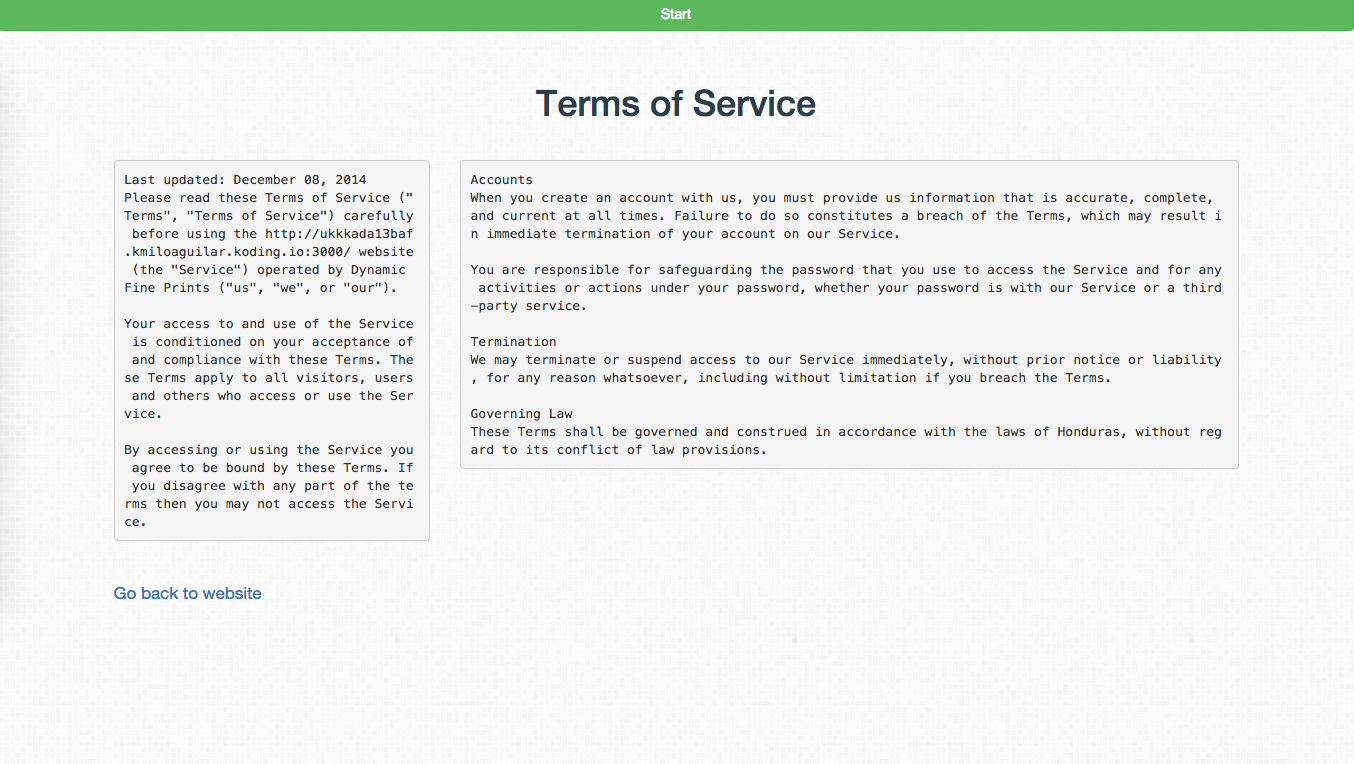 Start
Terms of Service
Last updated: December 08, 2014
Please read these Terms of Service ("
Terms", "Terms of Service") carefully
before using the http://ukkkada13baf
.kmiloaguilar.koding.io:3000/ website
(the "Service") operated by Dynamic
Fine Prints ("us", "we", or "our").
Your access to and use of the Service
is conditioned on your acceptance of
and compliance with these Terms. The
se Terms apply to all visitors, users
and others who access or use the Ser
vice.
By accessing or using the Service you
agree to be bound by these Terms. If
you disagree with any part of the te
rms then you may not access the Servi
ce.
Accounts
When you create an account with us, you must provide us information that is accurate, complete,
and current at all times. Failure to do so constitutes a breach of the Terms, which may result i
n immediate termination of your account on our Service.
You are responsible for safeguarding the password that you use to access the Service and for any
activities or actions under your password, whether your password is with our Service or a third
-party service.
Termination
We may terminate or suspend access to our Service immediately, without prior notice or liability
, for any reason whatsoever, including without limitation if you breach the Terms.
Governing Law
These Terms shall be governed and construed in accordance with the laws of Honduras, without reg
ard to its conflict of law provisions.
Go back to website